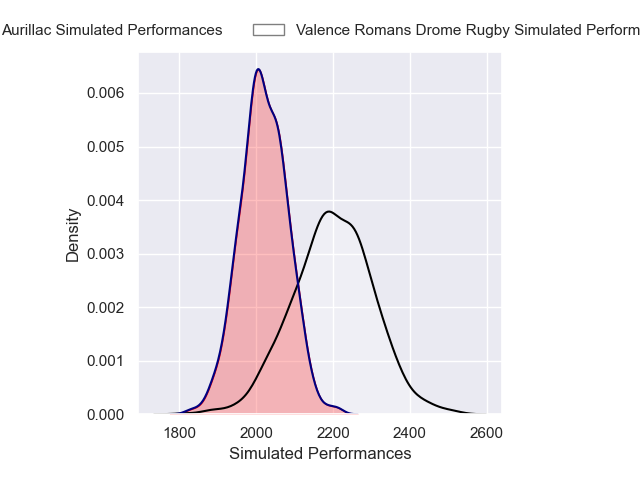 Aurillac Simulated Performances
Valence Romans Drome Rugby Simulated Perform
0.006
0.005
0.004
0.003
0.002
0.001
0.000
Density
1800 2000 2200 2400 2600
Simulated Performances